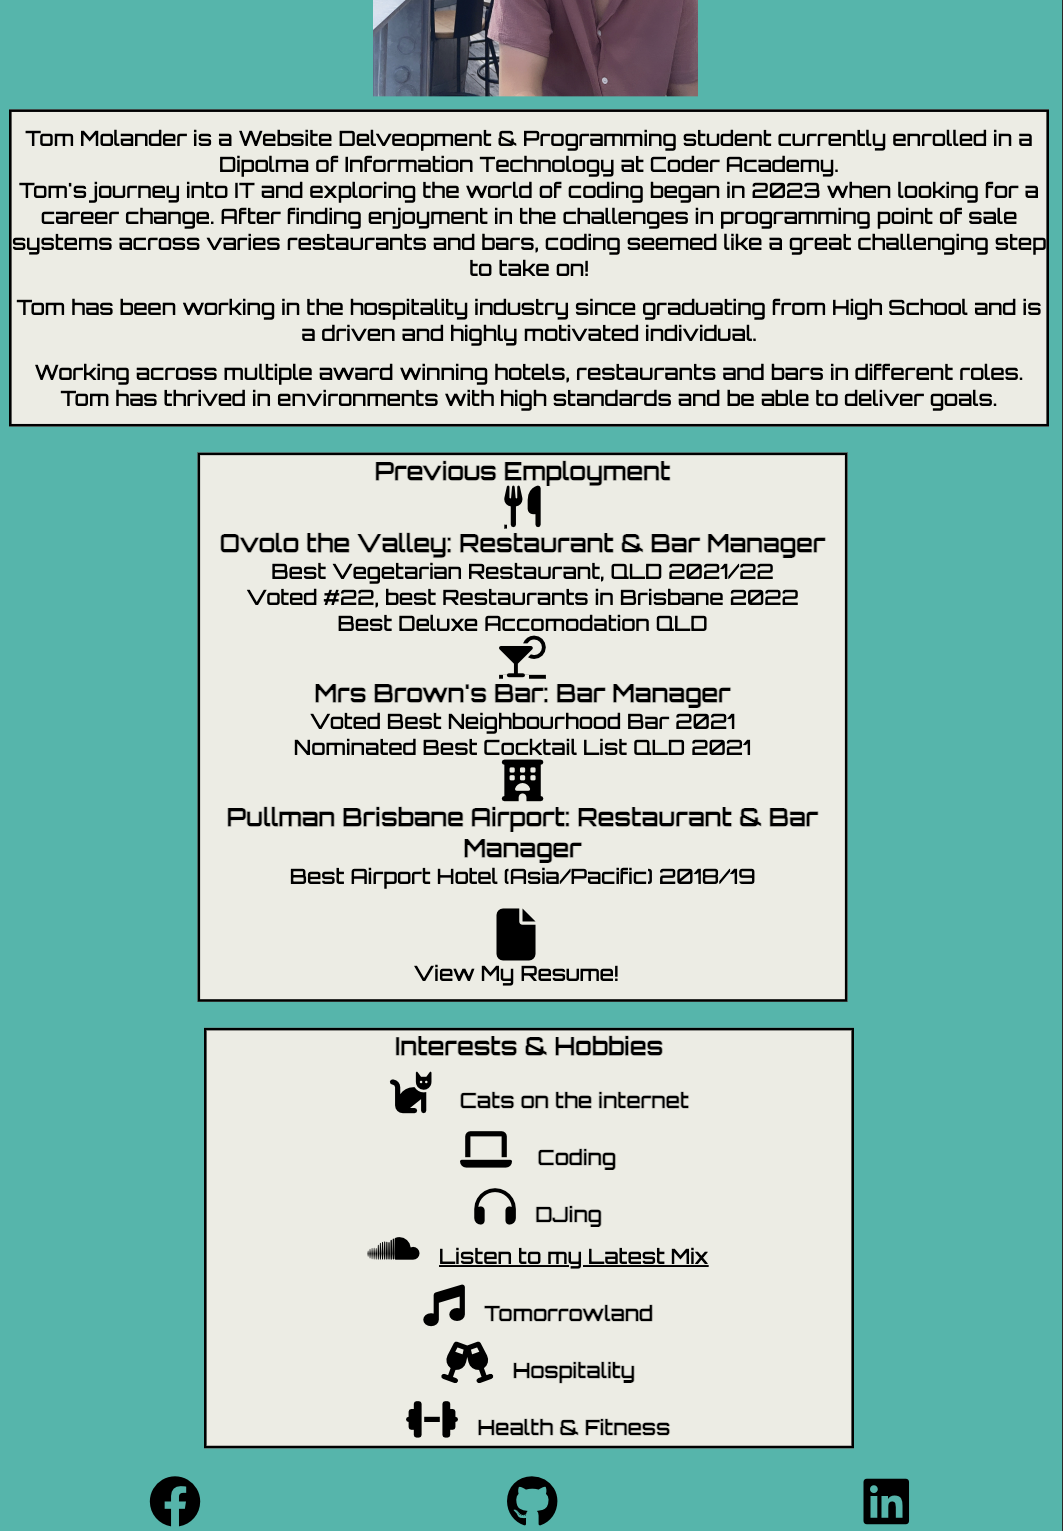 Tom Molander is a Website Delveopment & Programming student currently enrolled in a
Dipolma of Information Technology at Coder Academy.
Tom's journey into IT and exploring the world of coding began in 2023 when looking for a
career change. After finding enjoyment in the challenges in programming point of sale
systems across varies restaurants and bars, coding seemed like a great challenging step
to take on!
Tom has been working in the hospitality industry since graduating from High School and is
a driven and highly motivated individual.
Working across multiple award winning hotels, restaurants and bars in different roles.
Tom has thrived in environments with high standards and be able to deliver goals.
Previous Employment
Ovolo the Valley: Restaurant & Bar Manager
Best Vegetarian Restaurant, QLD 2021/22
Voted #22, best Restaurants in Brisbane 2022
Best Deluxe Accomodation QLD
Mrs Brown's Bar: Bar Manager
Voted Best Neighbourhood Bar 2021
Nominated Best Cocktail List QLD 2021
Pullman Brisbane Airport: Restaurant & Bar
Manager
Best Airport Hotel (Asia/Pacific) 2018/19
View My Resume!
Interests & Hobbies
Cats on the internet
Coding
DJing
Listen to my Latest Mix
Tomorrowland
Hospitality
Health & Fitness